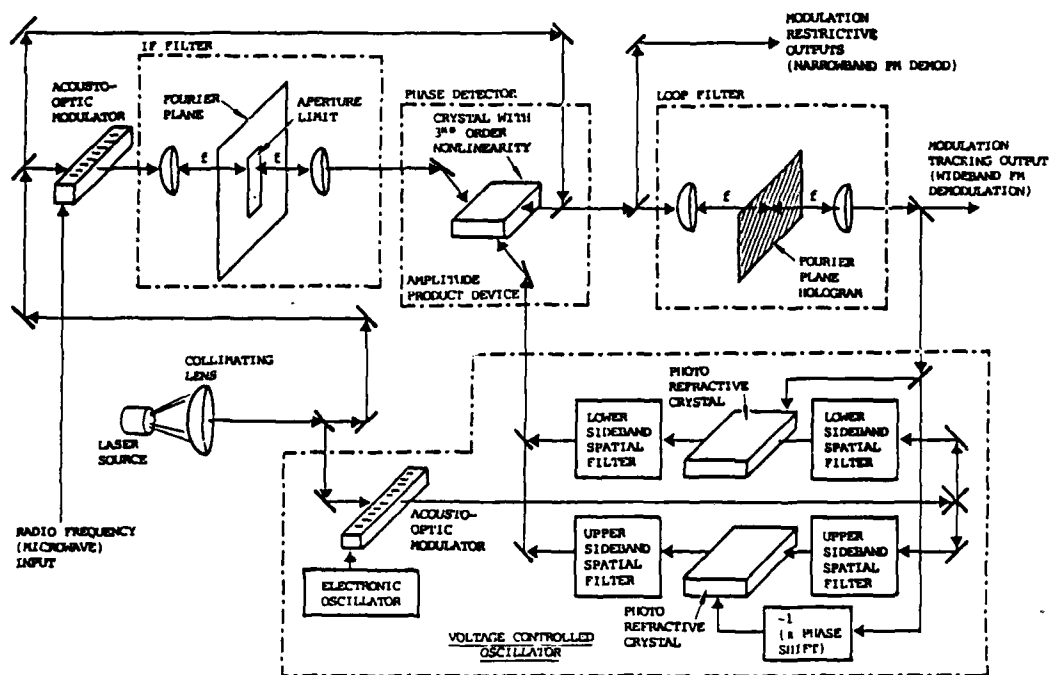 MODULATION
RESTRICTIVE
OUTPUTS
(NARROWBAND FM DEMOD)
IF FILTER
ACOUSTO-
OPTIC
MODULATOR
FOURIER
PLANE
APERTURE
LIMIT
f
f
PHASE DETECTOR
CRYSTAL WITH
3RD ORDER
NONLINEARITY
AMPLITUDE
PRODUCT DEVICE
LOOP FILTER
f
f
FOURIER
PLANE
HOLOGRAM
MODULATION
TRACKING OUTPUT
(WIDEBAND FM
DEMODULATION)
COLLIMATING
LENS
LASER
SOURCE
RADIO FREQUENCY
(MICROWAVE)
INPUT
PHOTO
REFRACTIVE
CRYSTAL
LOWER
SIDEBAND
SPATIAL
FILTER
LOWER
SIDEBAND
SPATIAL
FILTER
ACOUSTO-
OPTIC
MODULATOR
ELECTRONIC
OSCILLATOR
UPPER
SIDEBAND
SPATIAL
FILTER
UPPER
SIDEBAND
SPATIAL
FILTER
PHOTO
REFRACTIVE
CRYSTAL
-1
(π PHASE
SHIFT)
VOLTAGE CONTROLLED
OSCILLATOR